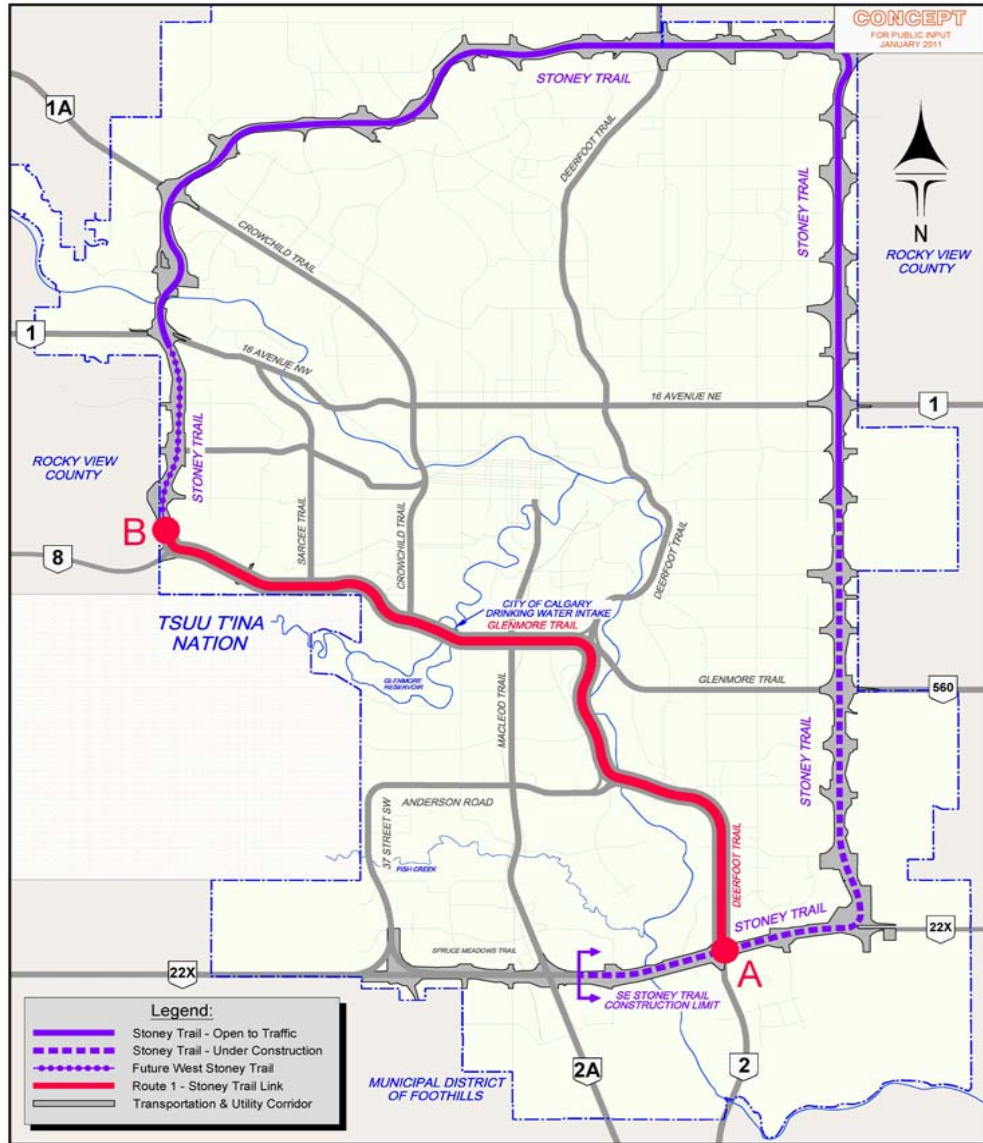 CONCEPT
FOR PUBLIC INPUT
JANUARY 2011
STONEY TRAIL
1A
DEERFOOT TRAIL
STONEY TRAIL
N
CROWCHILD TRAIL
ROCKY VIEW
COUNTY
1
16 AVENUE NW
16 AVENUE NE
1
STONEY TRAIL
ROCKY VIEW
COUNTY
SARCEE TRAIL
CROWCHILD TRAIL
DEERFOOT TRAIL
B
8
CITY OF CALGARY
DRINKING WATER INTAKE
GLENMORE TRAIL
TSUU T'INA
NATION
GLENMORE
RESERVOIR
MACLEOD TRAIL
GLENMORE TRAIL
560
STONEY TRAIL
ANDERSON ROAD
37 STREET SW
FISH CREEK
DEERFOOT TRAIL
STONEY TRAIL
22X
SPRUCE MEADOWS TRAIL
A
22X
SE STONEY TRAIL
CONSTRUCTION LIMIT
Legend:
Stoney Trail - Open to Traffic
Stoney Trail - Under Construction
Future West Stoney Trail
Route 1 - Stoney Trail Link
Transportation & Utility Corridor
MUNICIPAL DISTRICT
OF FOOTHILLS
2A
2